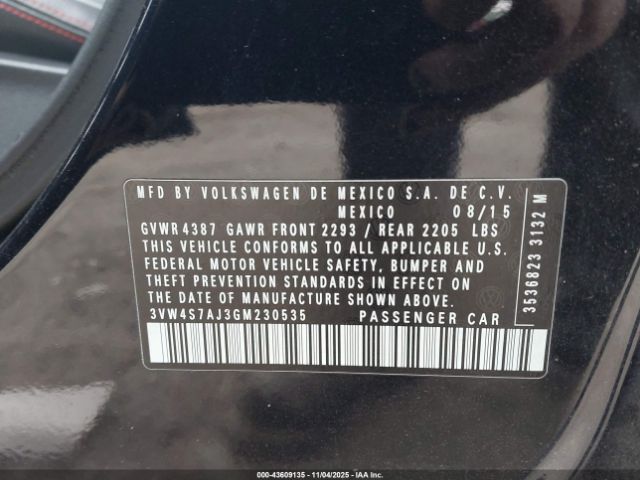 MFD BY VOLKSWAGEN DE MEXICO S.A. DE C.V.
MEXICO 08/15
GVWR 4387 GAWR FRONT 2293 / REAR 2205 LBS
THIS VEHICLE CONFORMS TO ALL APPLICABLE U.S.
FEDERAL MOTOR VEHICLE SAFETY, BUMPER AND
THEFT PREVENTION STANDARDS IN EFFECT ON THE
DATE OF MANUFACTURE SHOWN ABOVE.
3VW4S7AJ3GM230535 PASSENGER CAR
3536823 3132 M
000-43609135 - 11/04/2025 - IAAI.com